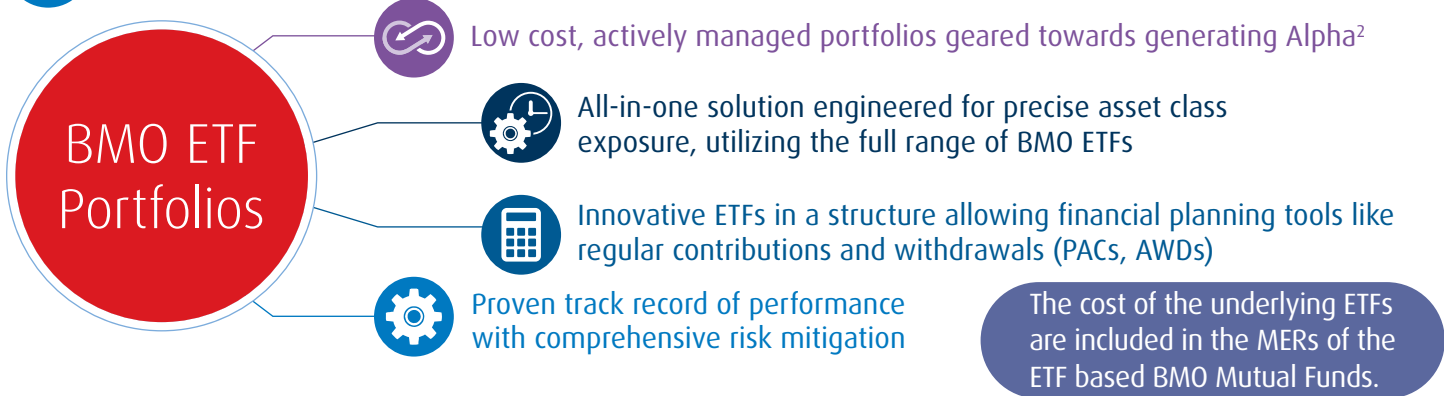 BMO ETF
Portfolios
Low cost, actively managed portfolios geared towards generating Alpha²
All-in-one solution engineered for precise asset class
exposure, utilizing the full range of BMO ETFs
Innovative ETFs in a structure allowing financial planning tools like
regular contributions and withdrawals (PACs, AWDs)
Proven track record of performance
with comprehensive risk mitigation
The cost of the underlying ETFs
are included in the MERs of the
ETF based BMO Mutual Funds.